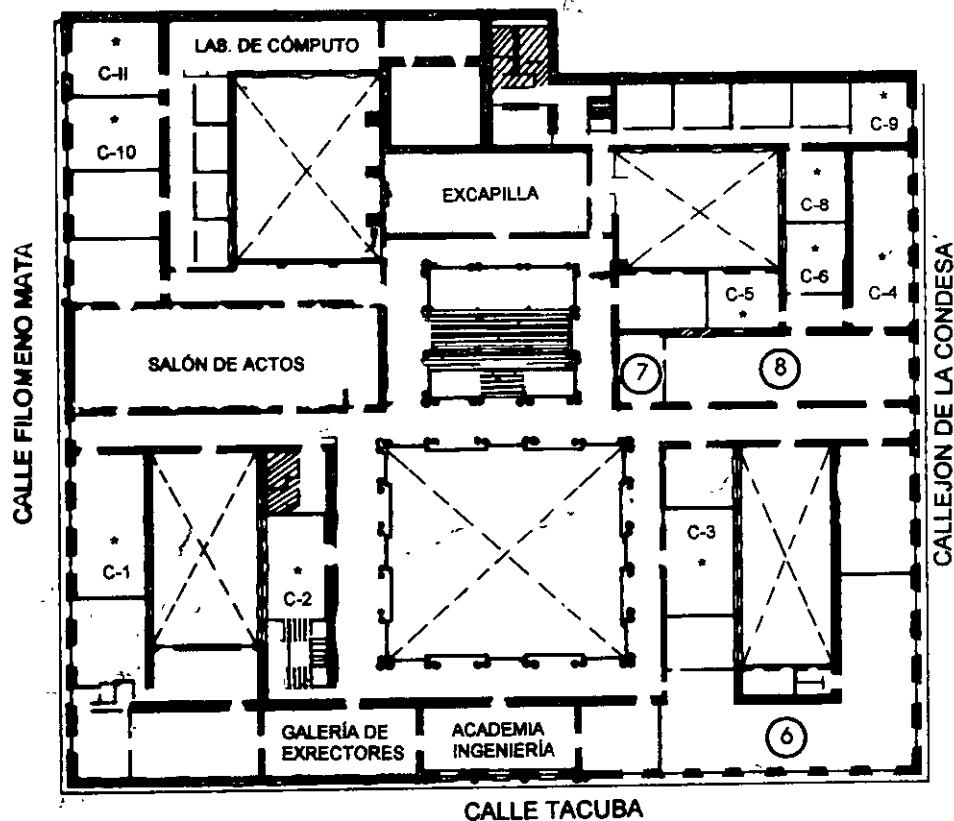 LAB. DE CÓMPUTO
*
C-II
*
C-10
*
C-9
EXCAPILLA
*
C-8
*
C-6
*
C-4
C-5
*
CALLE FILOMENO MATA
SALÓN DE ACTOS
7
8
CALLEJON DE LA CONDESA
*
C-1
*
C-2
C-3
*
GALERÍA DE
EXRECTORES
ACADEMIA
INGENIERÍA
6
CALLE TACUBA